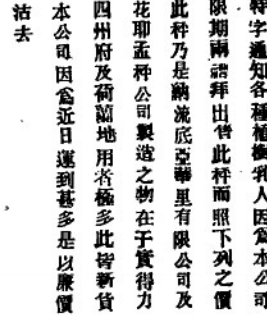 特字通知各種植樹乳人因爲本公司
限期兩禮拜出售此秤而照下列之價
此秤乃是納流底亞華里有限公司及
花耶孟秤公司製造之物在于實得力
四州府及荷蘭地用者極多此皆新貨
本公司因爲近日運到甚多是以廉價
沽去